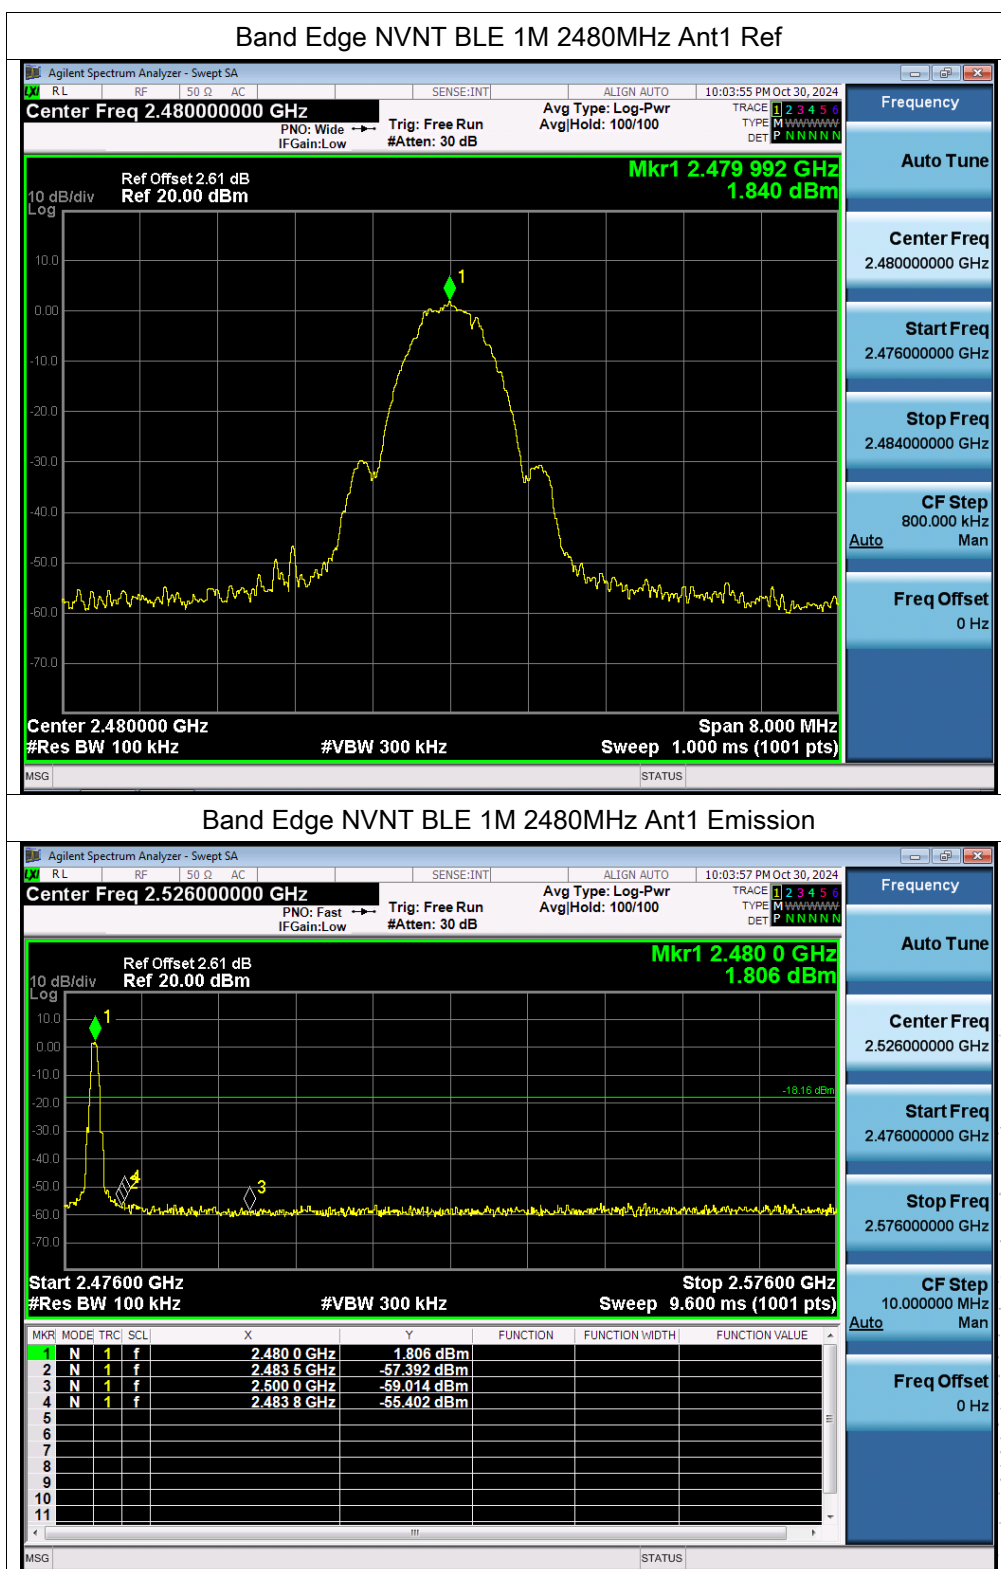 Band Edge NVNT BLE 1M 2480MHz Ant1 Ref
Agilent Spectrum Analyzer - Swept SA
LXI RL RF 50 Ω AC SENSE:INT ALIGN AUTO 10:03:55 PM Oct 30, 2024
Center Freq 2.480000000 GHz
PNO: Wide
IFGain:Low
Trig: Free Run
#Atten: 30 dB
Avg Type: Log-Pwr
Avg|Hold: 100/100
TRACE 1 2 3 4 5 6
TYPE M WWWWW
DET P N N N N N
Frequency
Auto Tune
Center Freq
2.480000000 GHz
Start Freq
2.476000000 GHz
Stop Freq
2.484000000 GHz
CF Step
800.000 kHz
Auto Man
Freq Offset
0 Hz
Mkr1 2.479 992 GHz
1.840 dBm
Ref Offset 2.61 dB
10 dB/div Ref 20.00 dBm
Log
1
10.0
0.00
-10.0
-20.0
-30.0
-40.0
-50.0
-60.0
-70.0
Center 2.480000 GHz Span 8.000 MHz
#Res BW 100 kHz #VBW 300 kHz Sweep 1.000 ms (1001 pts)
MSG STATUS
Band Edge NVNT BLE 1M 2480MHz Ant1 Emission
Agilent Spectrum Analyzer - Swept SA
LXI RL RF 50 Ω AC SENSE:INT ALIGN AUTO 10:03:57 PM Oct 30, 2024
Center Freq 2.526000000 GHz
PNO: Fast
IFGain:Low
Trig: Free Run
#Atten: 30 dB
Avg Type: Log-Pwr
Avg|Hold: 100/100
TRACE 1 2 3 4 5 6
TYPE M WWWWW
DET P N N N N N
Frequency
Auto Tune
Center Freq
2.526000000 GHz
Start Freq
2.476000000 GHz
Stop Freq
2.576000000 GHz
CF Step
10.000000 MHz
Auto Man
Freq Offset
0 Hz
Mkr1 2.480 0 GHz
1.806 dBm
Ref Offset 2.61 dB
10 dB/div Ref 20.00 dBm
Log
10.0
0.00
-10.0
-20.0
-30.0
-40.0
-50.0
-60.0
-70.0
1
-18.16 dBm
4
2
3
Start 2.47600 GHz Stop 2.57600 GHz
#Res BW 100 kHz #VBW 300 kHz Sweep 9.600 ms (1001 pts)
MKR MODE TRC SCL X Y FUNCTION FUNCTION WIDTH FUNCTION VALUE
1 N 1 f 2.480 0 GHz 1.806 dBm
2 N 1 f 2.483 5 GHz -57.392 dBm
3 N 1 f 2.500 0 GHz -59.014 dBm
4 N 1 f 2.483 8 GHz -55.402 dBm
5
6
7
8
9
10
11
MSG STATUS